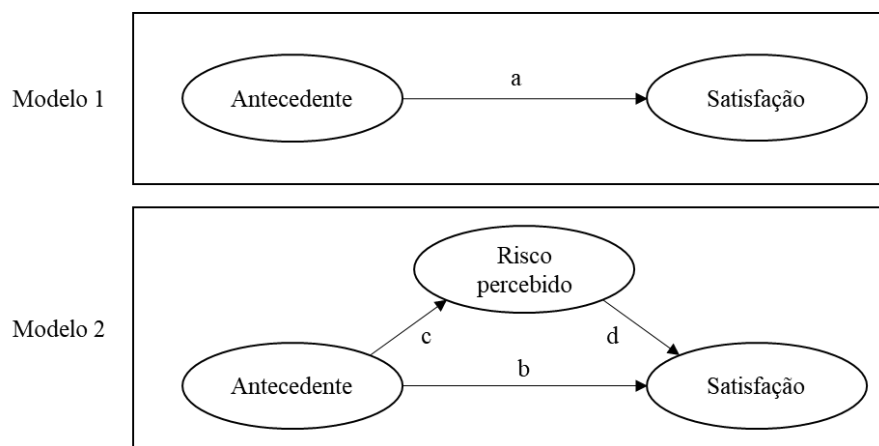 Modelo 1
Antecedente
a
Satisfação
Modelo 2
Risco
percebido
c
d
Antecedente
b
Satisfação